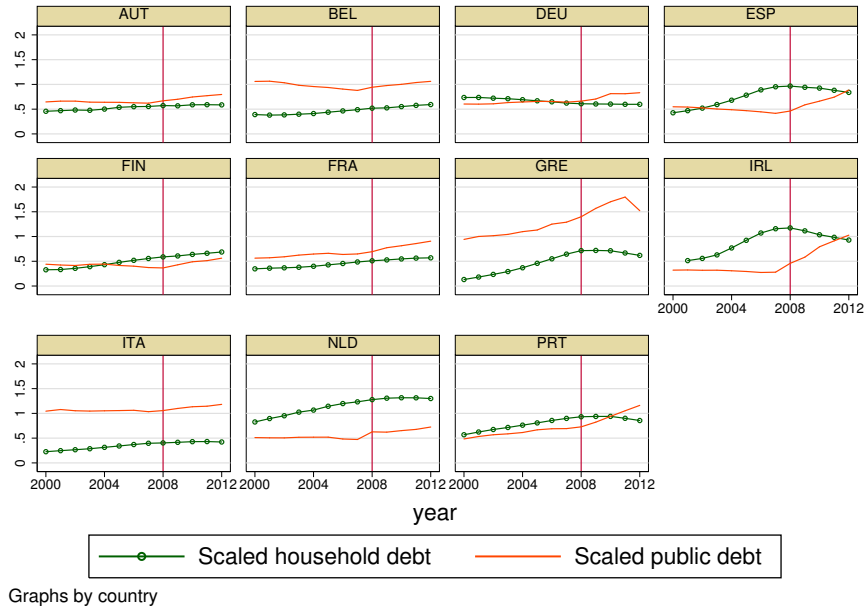 AUT BEL DEU ESP
0 .5 1 1.5 2
FIN FRA GRE IRL
0 .5 1 1.5 2
2000 2004 2008 2012
ITA NLD PRT
0 .5 1 1.5 2
2000 2004 2008 2012 2000 2004 2008 2012 2000 2004 2008 2012
year
Scaled household debt Scaled public debt
Graphs by country